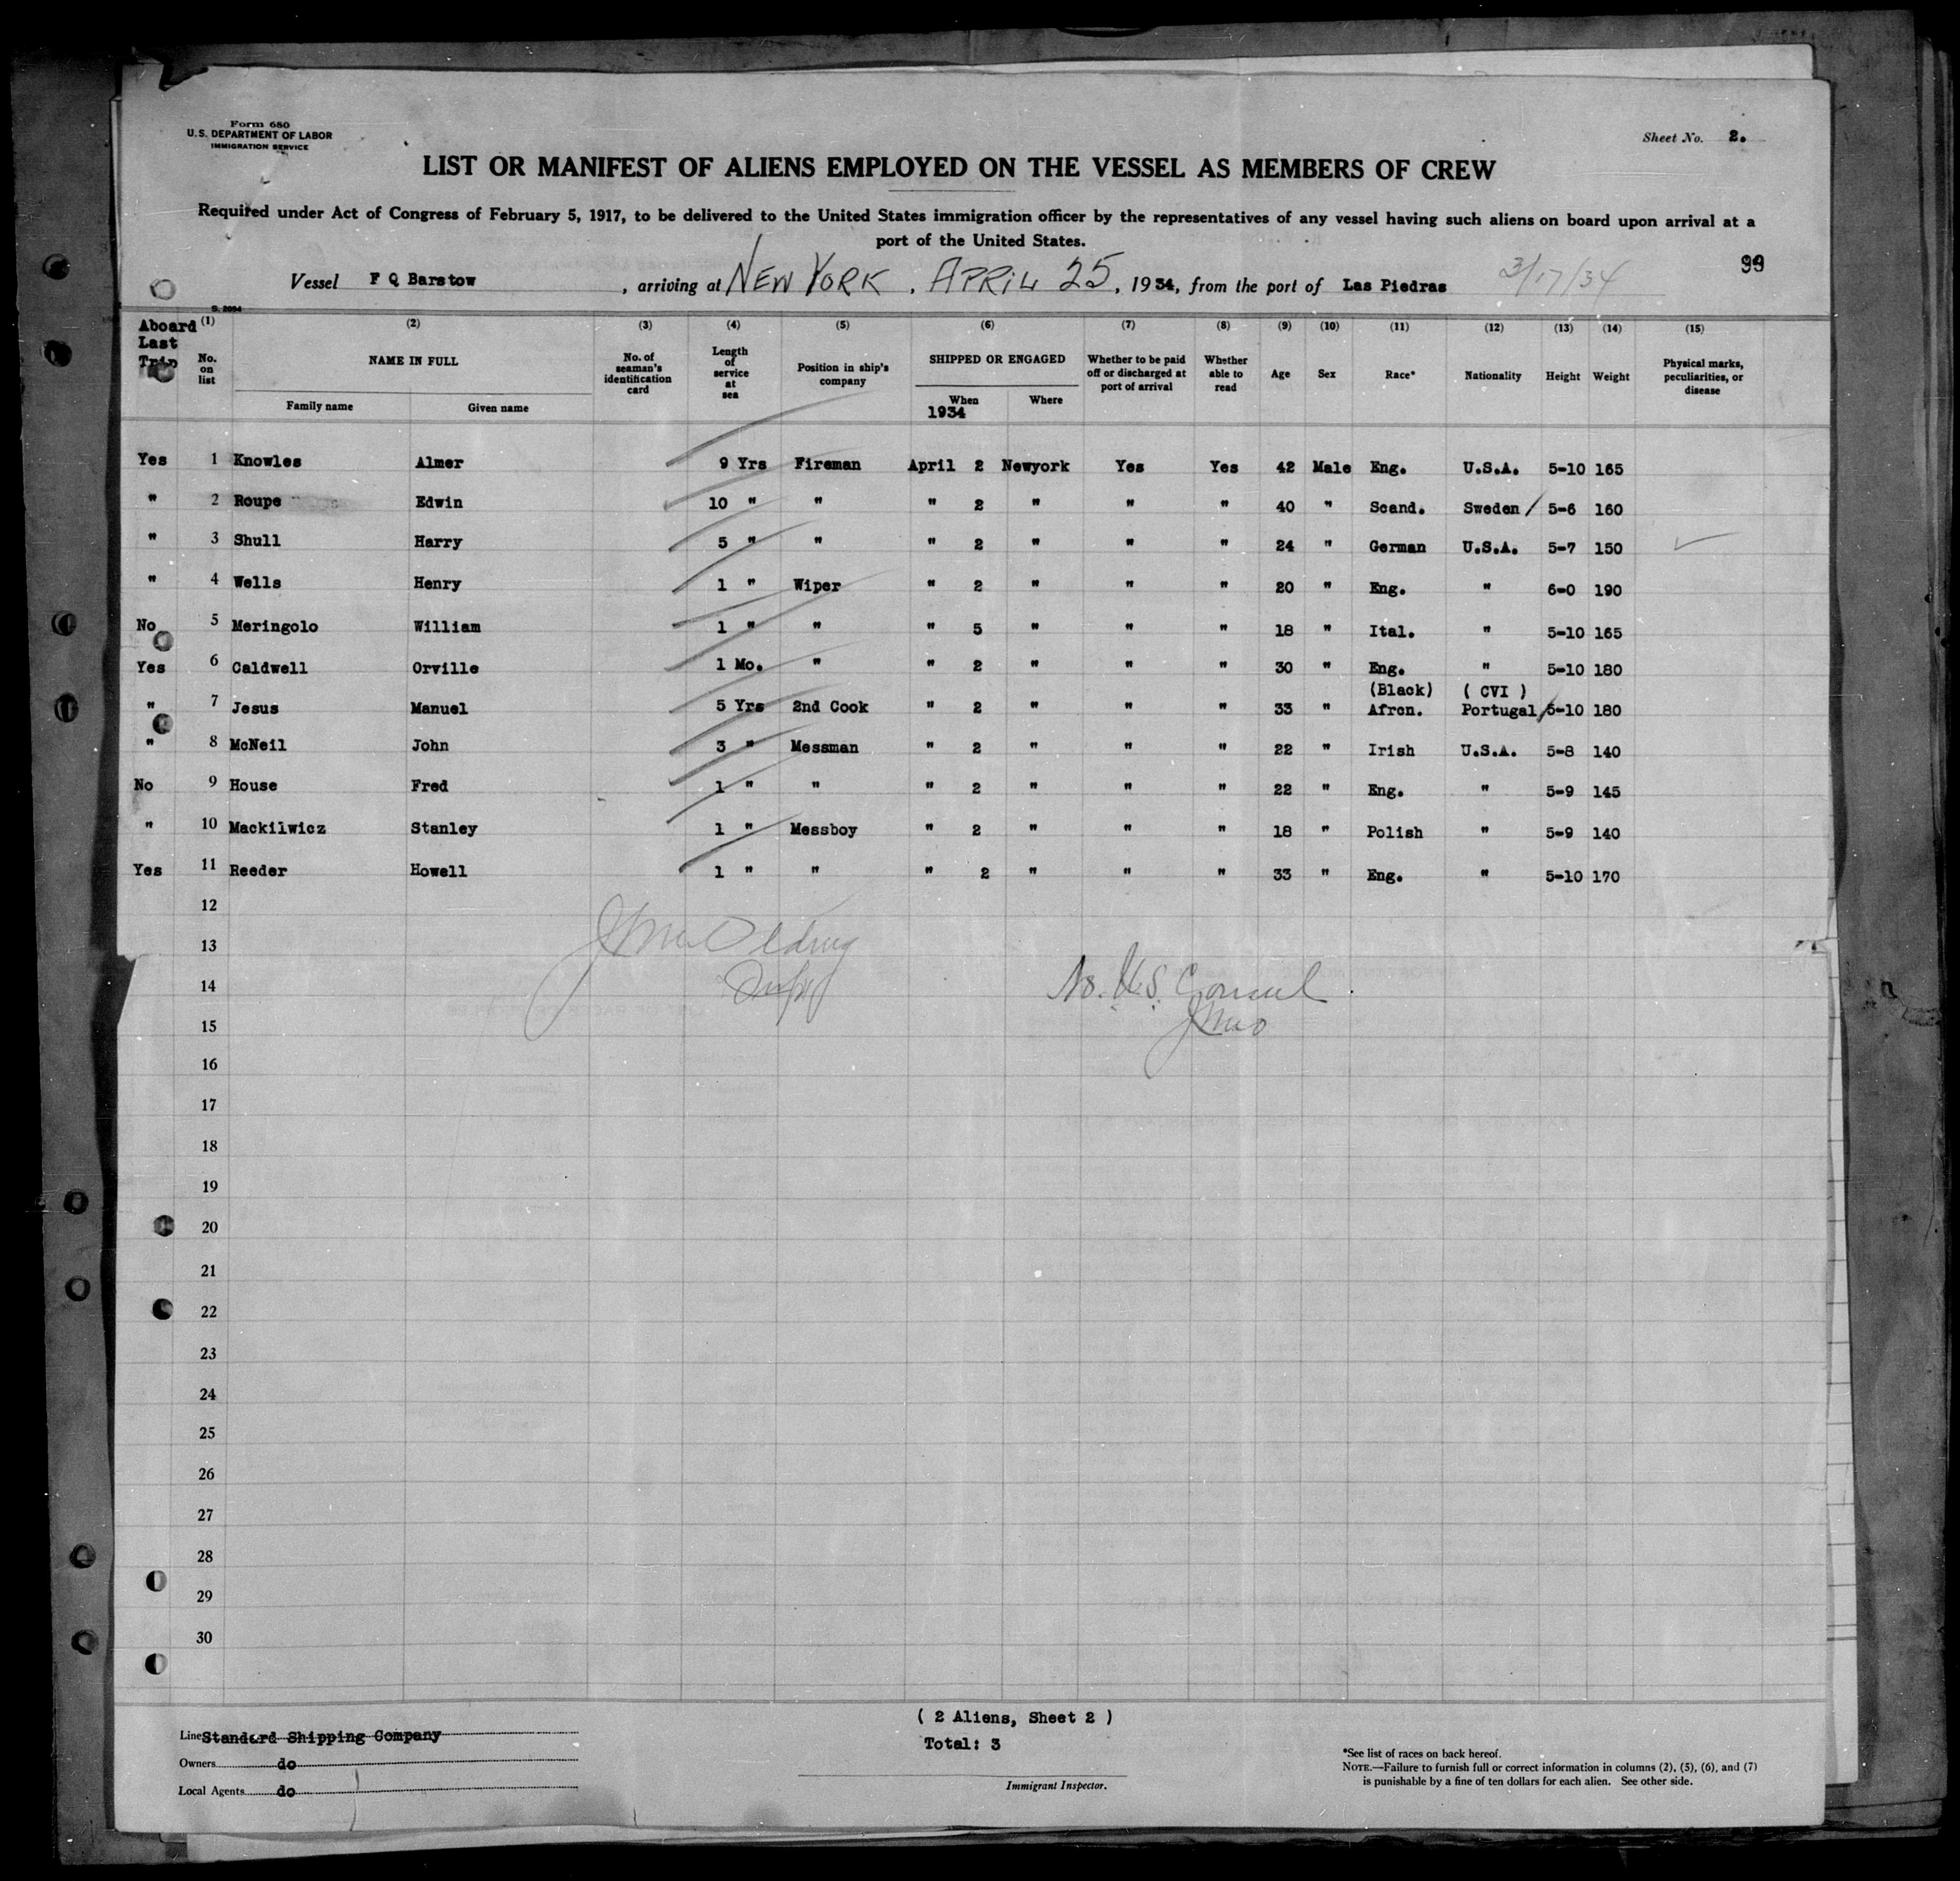 Form 680
U.S. DEPARTMENT OF LABOR
IMMIGRATION SERVICE
Sheet No. 2.
LIST OR MANIFEST OF ALIENS EMPLOYED ON THE VESSEL AS MEMBERS OF CREW
Required under Act of Congress of February 5, 1917, to be delivered to the United States immigration officer by the representatives of any vessel having such aliens on board upon arrival at a
port of the United States.
99
Vessel F Q Barstow, arriving at NEW YORK, APRIL 25, 1934, from the port of Las Piedras 3/17/34
S. 2094
Aboard Last Trip (1) (2) (3) (4) (5) (6) (7) (8) (9) (10) (11) (12) (13) (14) (15)
No. on list NAME IN FULL No. of seaman's identification card Length of service at sea Position in ship's company SHIPPED OR ENGAGED Whether to be paid off or discharged at port of arrival Whether able to read Age Sex Race* Nationality Height Weight Physical marks, peculiarities, or disease
Family name Given name When 1934 Where
Yes 1 Knowles Almer 9 Yrs Fireman April 2 Newyork Yes Yes 42 Male Eng. U.S.A. 5-10 165
" 2 Roupe Edwin 10 " " " 2 " " " 40 " Scand. Sweden / 5-6 160
" 3 Shull Harry 5 " " " 2 " " " 24 " German U.S.A. 5-7 150 ✓
" 4 Wells Henry 1 " Wiper " 2 " " " 20 " Eng. " 6-0 190
No 5 Meringolo William 1 " " " 5 " " " 18 " Ital. " 5-10 165
Yes 6 Caldwell Orville 1 Mo. " " 2 " " " 30 " Eng. " 5-10 180
(Black) ( CVI )
" 7 Jesus Manuel 5 Yrs 2nd Cook " 2 " " " 33 " Afrcn. Portugal / 5-10 180
" 8 McNeil John 3 " Messman " 2 " " " 22 " Irish U.S.A. 5-8 140
No 9 House Fred 1 " " " 2 " " " 22 " Eng. " 5-9 145
" 10 Mackilwicz Stanley 1 " Messboy " 2 " " " 18 " Polish " 5-9 140
Yes 11 Reeder Howell 1 " " " 2 " " " 33 " Eng. " 5-10 170
12
13
14 No. U.S. Consul
15
16
17
18
19
20
21
22
23
24
25
26
27
28
29
30
( 2 Aliens, Sheet 2 )
Total: 3
Immigrant Inspector.
Line Standard Shipping Company
Owners do
Local Agents do
*See list of races on back hereof.
NOTE.—Failure to furnish full or correct information in columns (2), (5), (6), and (7)
is punishable by a fine of ten dollars for each alien. See other side.